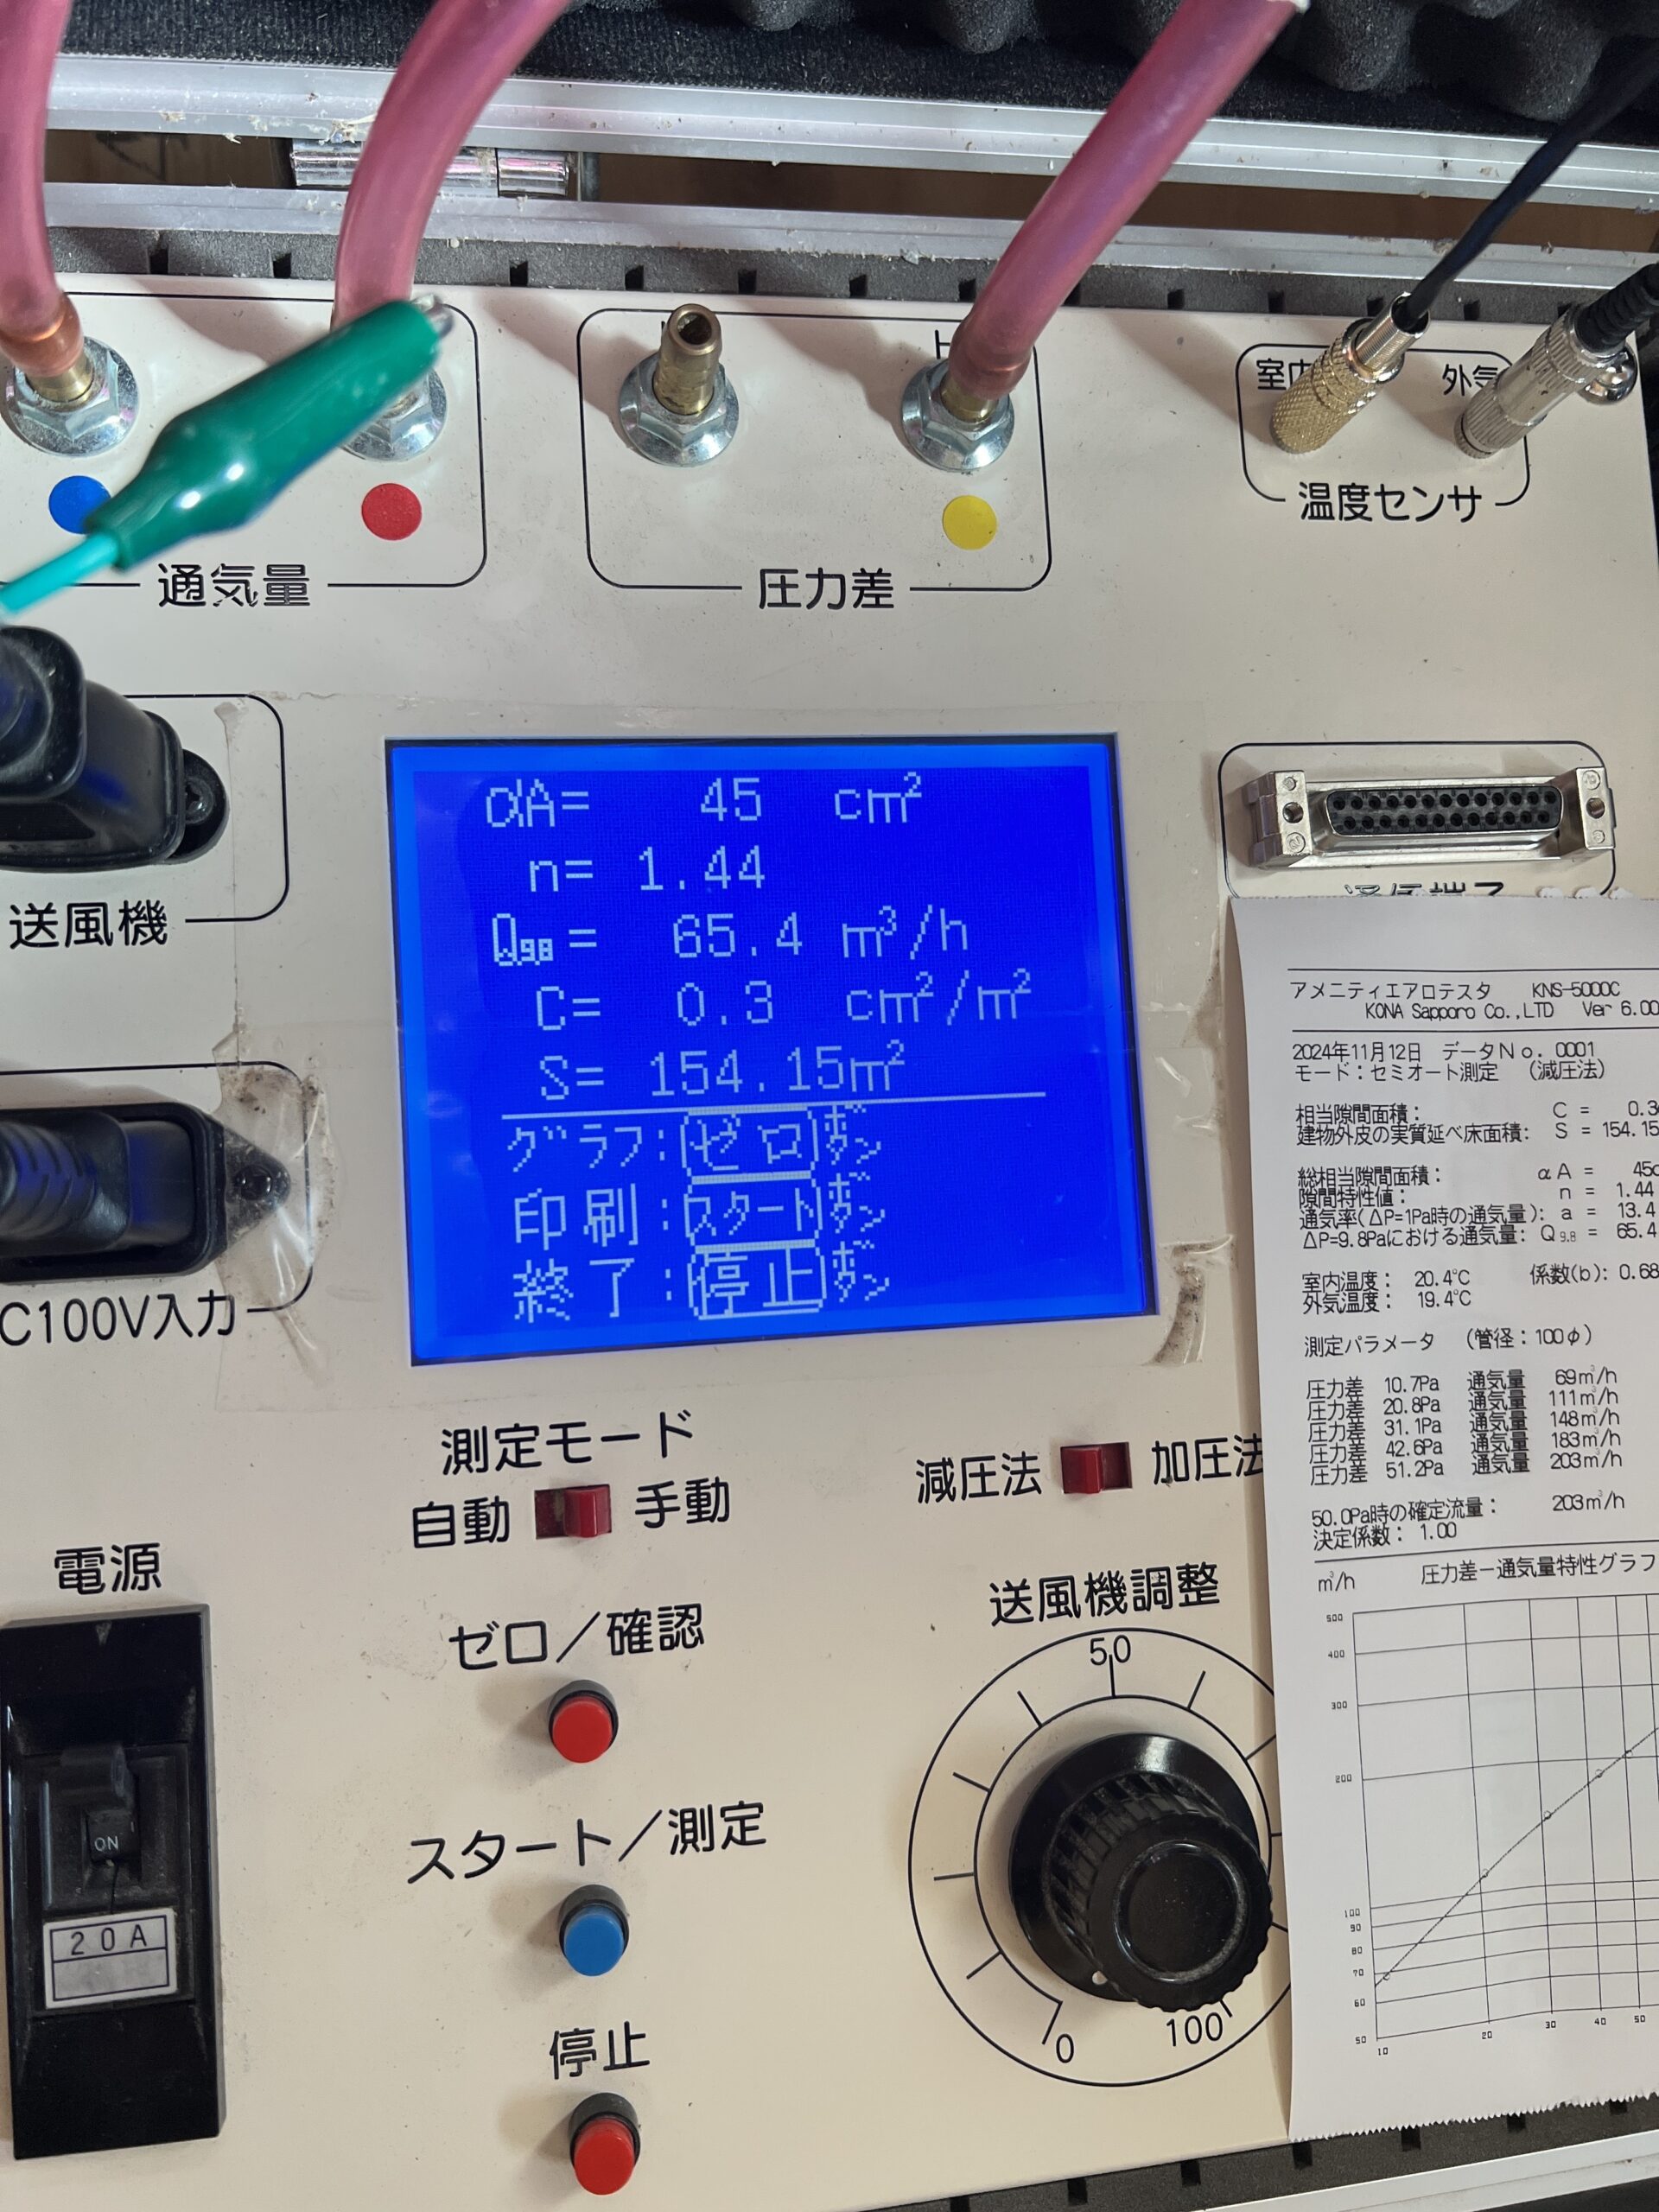 室内
外気
温度センサ
通気量
圧力差
送風機
C100V入力
αA= 45 cm²
n= 1.44
Q9.8= 65.4 m³/h
C= 0.3 cm²/m²
S= 154.15m²
グラフ:ゼロボタン
印刷:スタートボタン
終了:停止ボタン
測定モード
自動 手動
減圧法 加圧法
電源
ON
20A
ゼロ/確認
スタート/測定
停止
送風機調整
50
0
100
アメニティエアロテスタ KNS-5000C
KONA Sapporo Co.,LTD Ver 6.00
2024年11月12日 データNo. 0001
モード:セミオート測定 (減圧法)
相当隙間面積: C = 0.3
建物外皮の実質延べ床面積: S = 154.15
総相当隙間面積: αA = 45c
隙間特性値: n = 1.44
通気率(ΔP=1Pa時の通気量): a = 13.4
ΔP=9.8Paにおける通気量: Q9.8 = 65.4
室内温度: 20.4℃ 係数(b): 0.68
外気温度: 19.4℃
測定パラメータ (管径:100φ)
圧力差 10.7Pa 通気量 69m³/h
圧力差 20.8Pa 通気量 111m³/h
圧力差 31.1Pa 通気量 148m³/h
圧力差 42.6Pa 通気量 183m³/h
圧力差 51.2Pa 通気量 203m³/h
50.0Pa時の確定流量: 203m³/h
決定係数: 1.00
圧力差-通気量特性グラフ
m³/h
500
400
300
200
100
90
80
70
60
50
10 20 30 40 50